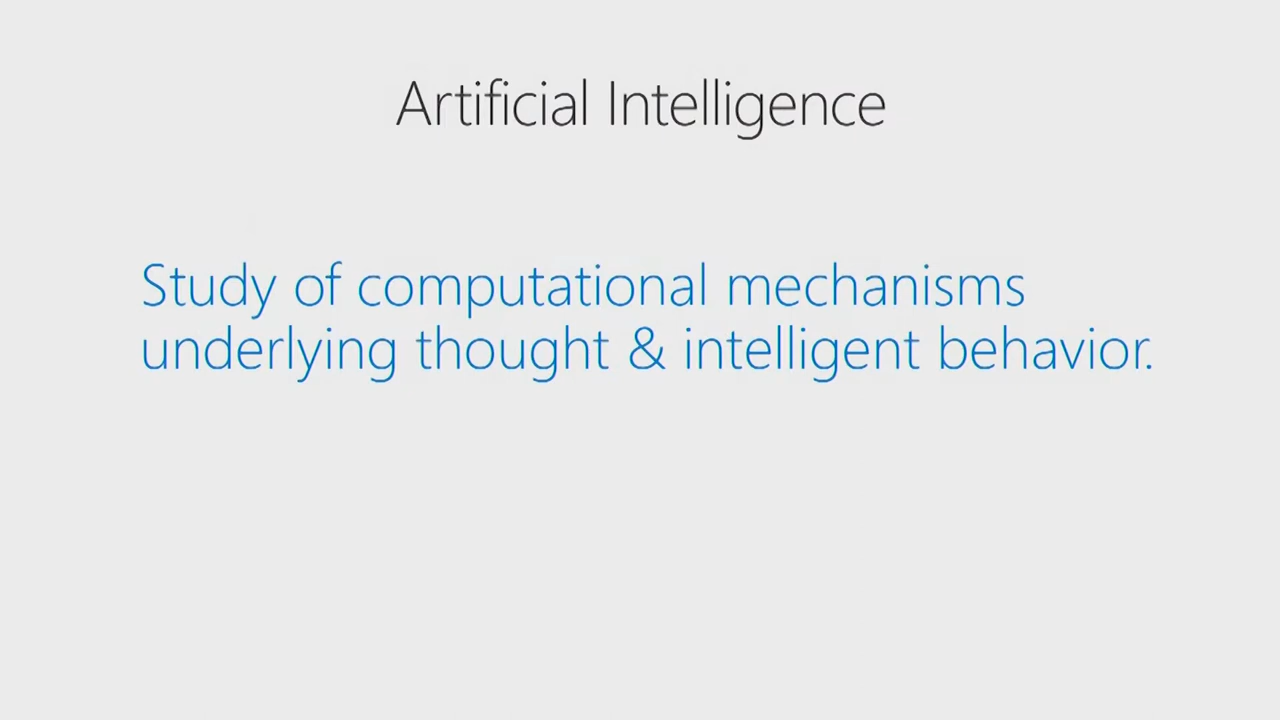 Artificial Intelligence
Study of computational mechanisms
underlying thought & intelligent behavior.